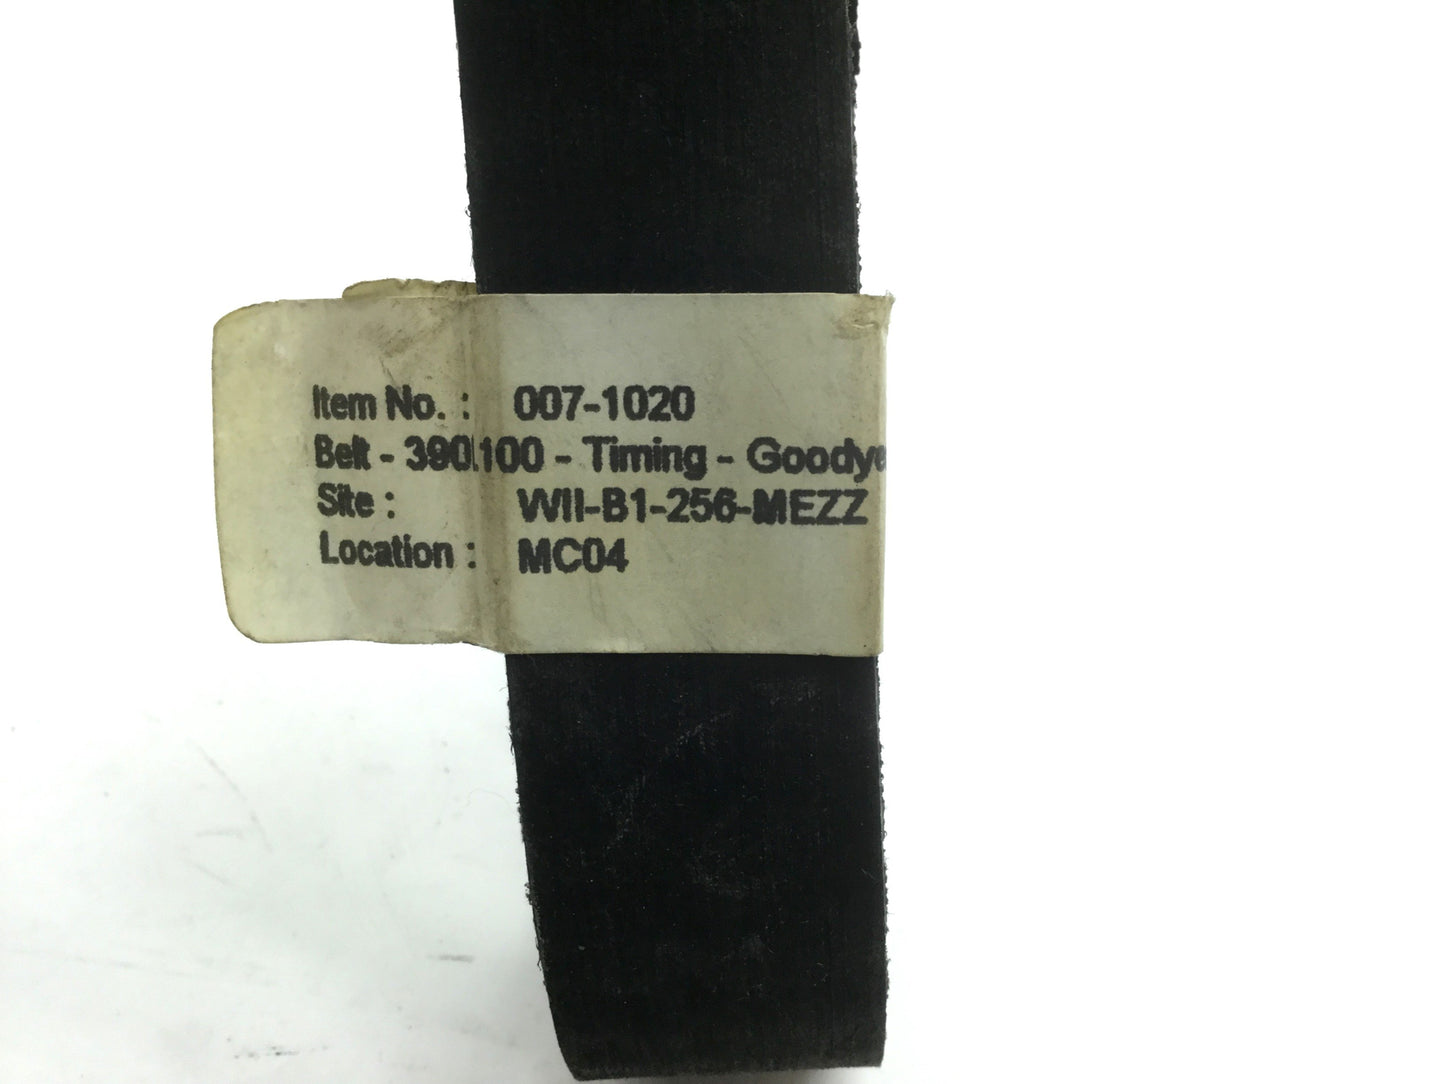 Item No. : 007-1020
Belt - 390L100 - Timing - Goodye
Site : WII-B1-256-MEZZ
Location : MC04